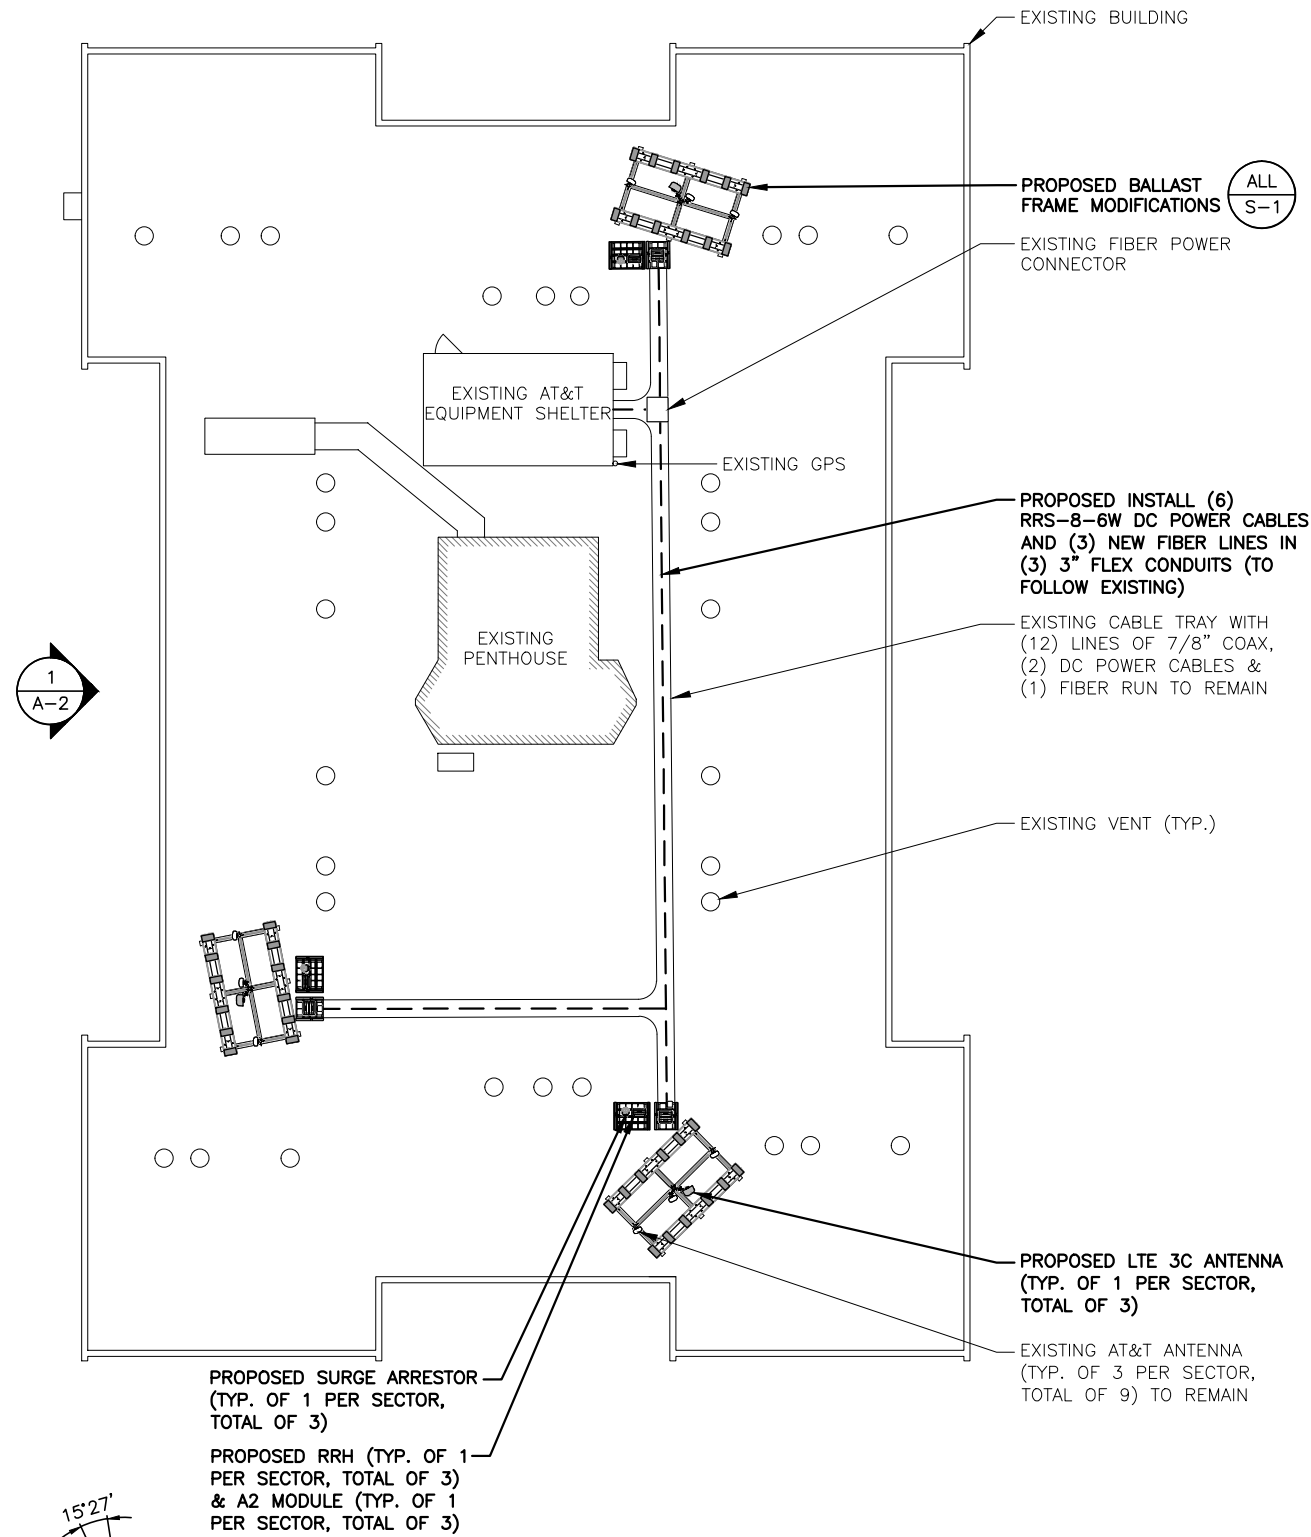 EXISTING BUILDING
PROPOSED BALLAST
FRAME MODIFICATIONS
ALL
S-1
EXISTING FIBER POWER
CONNECTOR
EXISTING AT&T
EQUIPMENT SHELTER
EXISTING GPS
PROPOSED INSTALL (6)
RRS-8-6W DC POWER CABLES
AND (3) NEW FIBER LINES IN
(3) 3" FLEX CONDUITS (TO
FOLLOW EXISTING)
EXISTING CABLE TRAY WITH
(12) LINES OF 7/8" COAX,
(2) DC POWER CABLES &
(1) FIBER RUN TO REMAIN
EXISTING
PENTHOUSE
1
A-2
EXISTING VENT (TYP.)
PROPOSED LTE 3C ANTENNA
(TYP. OF 1 PER SECTOR,
TOTAL OF 3)
EXISTING AT&T ANTENNA
(TYP. OF 3 PER SECTOR,
TOTAL OF 9) TO REMAIN
PROPOSED SURGE ARRESTOR
(TYP. OF 1 PER SECTOR,
TOTAL OF 3)
PROPOSED RRH (TYP. OF 1
PER SECTOR, TOTAL OF 3)
& A2 MODULE (TYP. OF 1
PER SECTOR, TOTAL OF 3)
15°27'